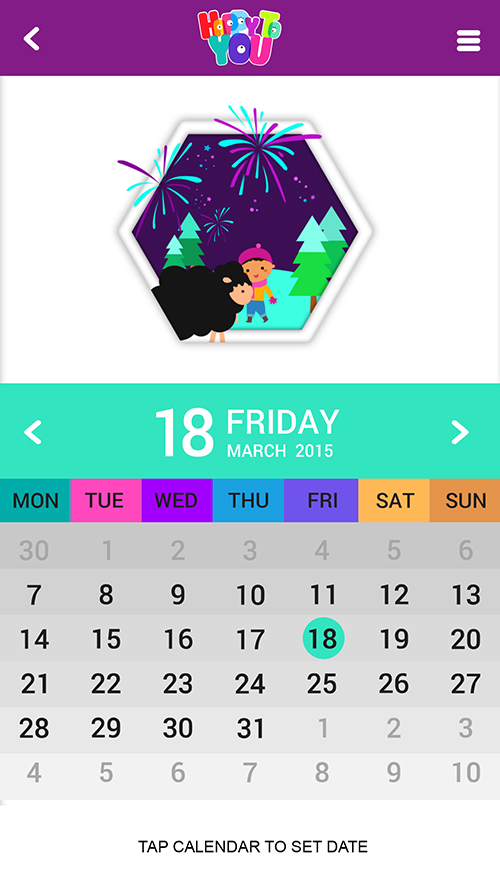 HAPPY TO
YOU
18 FRIDAY
MARCH 2015
MON TUE WED THU FRI SAT SUN
30 1 2 3 4 5 6
7 8 9 10 11 12 13
14 15 16 17 18 19 20
21 22 23 24 25 26 27
28 29 30 31 1 2 3
4 5 6 7 8 9 10
TAP CALENDAR TO SET DATE